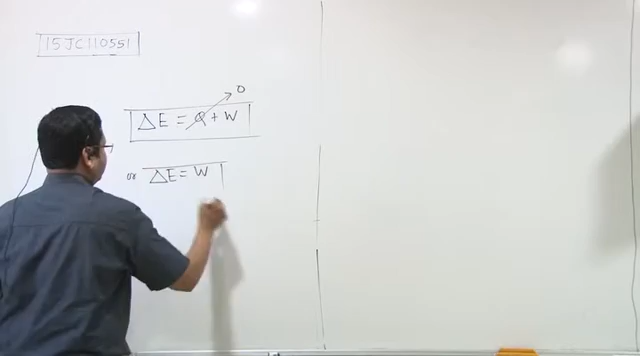 15JC110551
0
ΔE = Q + W
or ΔE = W